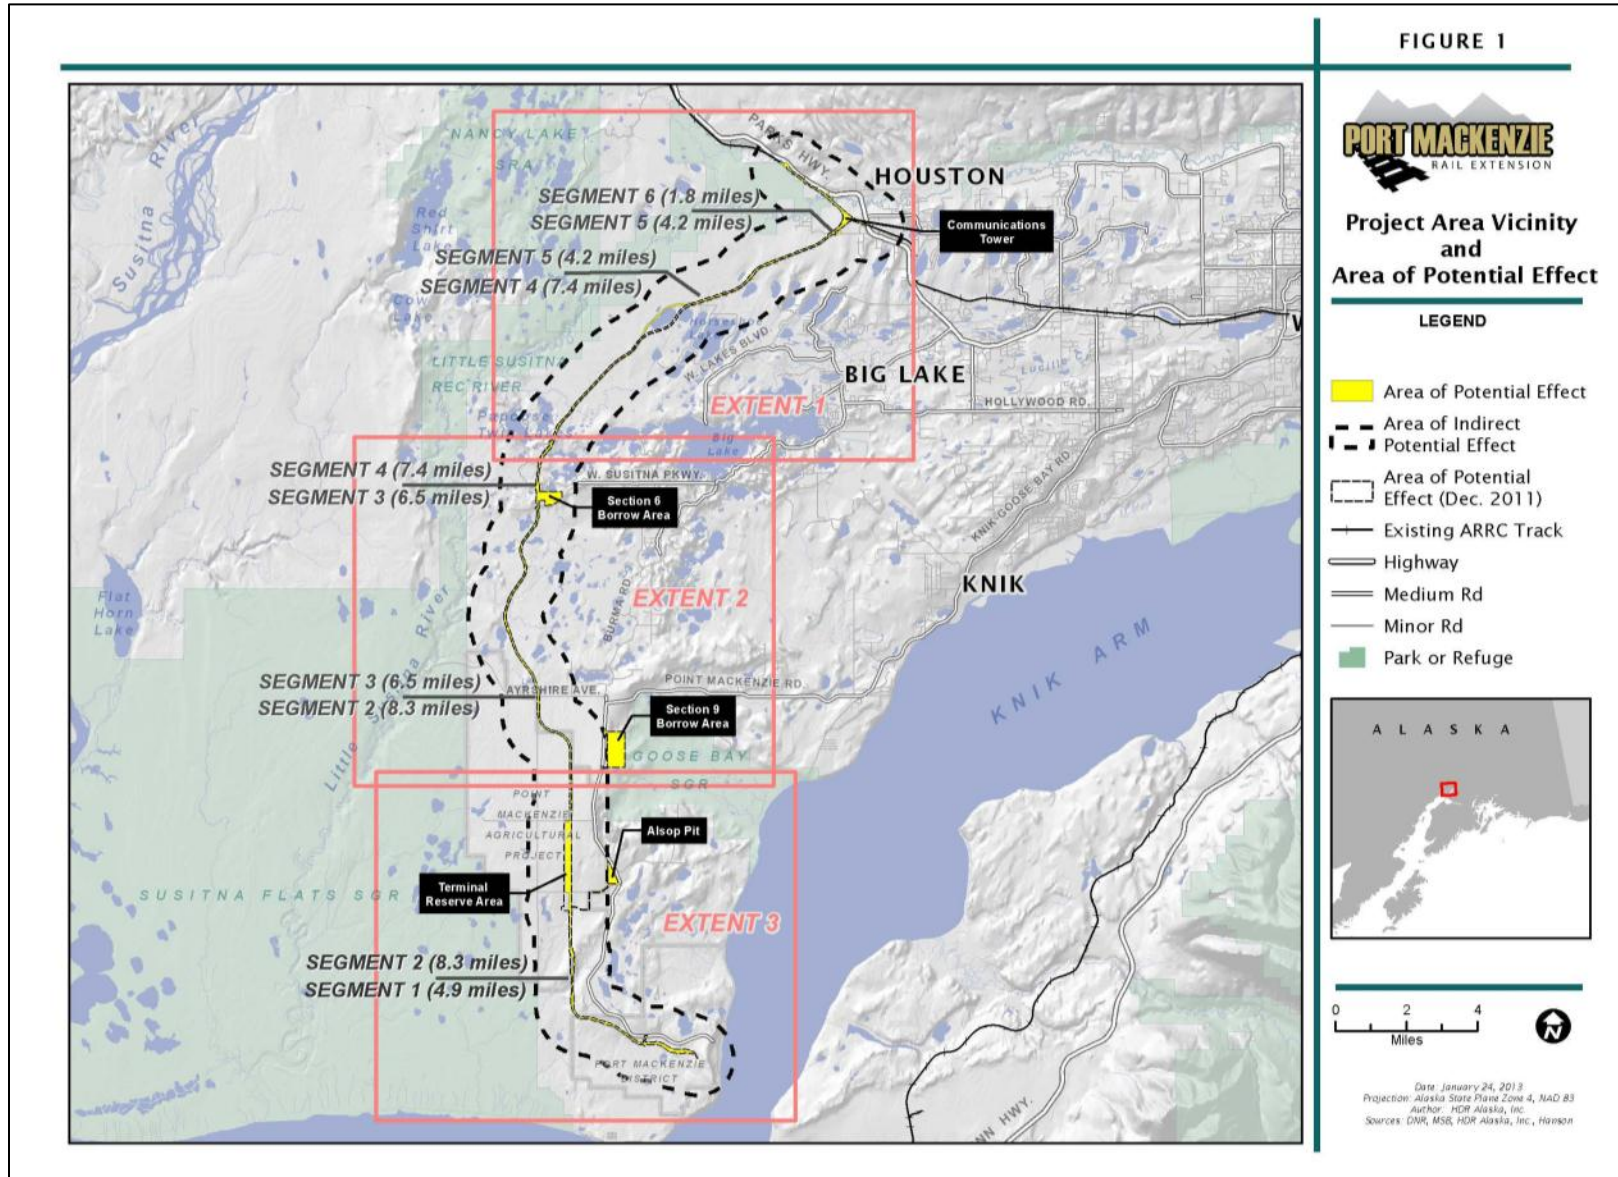 FIGURE 1
PORT MACKENZIE
RAIL EXTENSION
Project Area Vicinity
and
Area of Potential Effect
LEGEND
Area of Potential Effect
Area of Indirect
Potential Effect
Area of Potential
Effect (Dec. 2011)
Existing ARRC Track
Highway
Medium Rd
Minor Rd
Park or Refuge
ALASKA
0 2 4
Miles
N
Date: January 24, 2013
Projection: Alaska State Plane Zone 4, NAD 83
Author: HDR Alaska, Inc.
Sources: DNR, MSB, HDR Alaska, Inc., Hanson
Susitna River
NANCY LAKE
SRA
PARKS HWY.
HOUSTON
SEGMENT 6 (1.8 miles)
SEGMENT 5 (4.2 miles)
Communications
Tower
Red
Shirt
Lake
SEGMENT 5 (4.2 miles)
SEGMENT 4 (7.4 miles)
Cow
Lake
Horseshoe
W. LAKES BLVD.
W
LITTLE SUSITNA
REC RIVER
BIG LAKE
Lucille C
HOLLYWOOD RD.
EXTENT 1
Papoose
Twin Lakes
Big
Lake
SEGMENT 4 (7.4 miles)
SEGMENT 3 (6.5 miles)
W. SUSITNA PKWY.
Section 6
Borrow Area
KNIK-GOOSE BAY RD.
KNIK
EXTENT 2
BURMA RD
Flat
Horn
Lake
Little Susitna River
KNIK ARM
SEGMENT 3 (6.5 miles)
SEGMENT 2 (8.3 miles)
AYRSHIRE AVE.
POINT MACKENZIE RD.
Section 9
Borrow Area
GOOSE BAY
SGR
POINT
MACKENZIE
AGRICULTURAL
PROJECT
Alsop Pit
SUSITNA FLATS SGR
Terminal
Reserve Area
EXTENT 3
SEGMENT 2 (8.3 miles)
SEGMENT 1 (4.9 miles)
PORT MACKENZIE
DISTRICT
NN HWY.